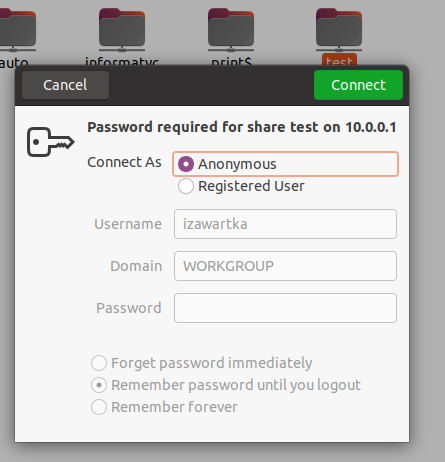 auto informatyc print$ test
Cancel Connect
Password required for share test on 10.0.0.1
Connect As Anonymous
Registered User
Username izawartka
Domain WORKGROUP
Password
Forget password immediately
Remember password until you logout
Remember forever